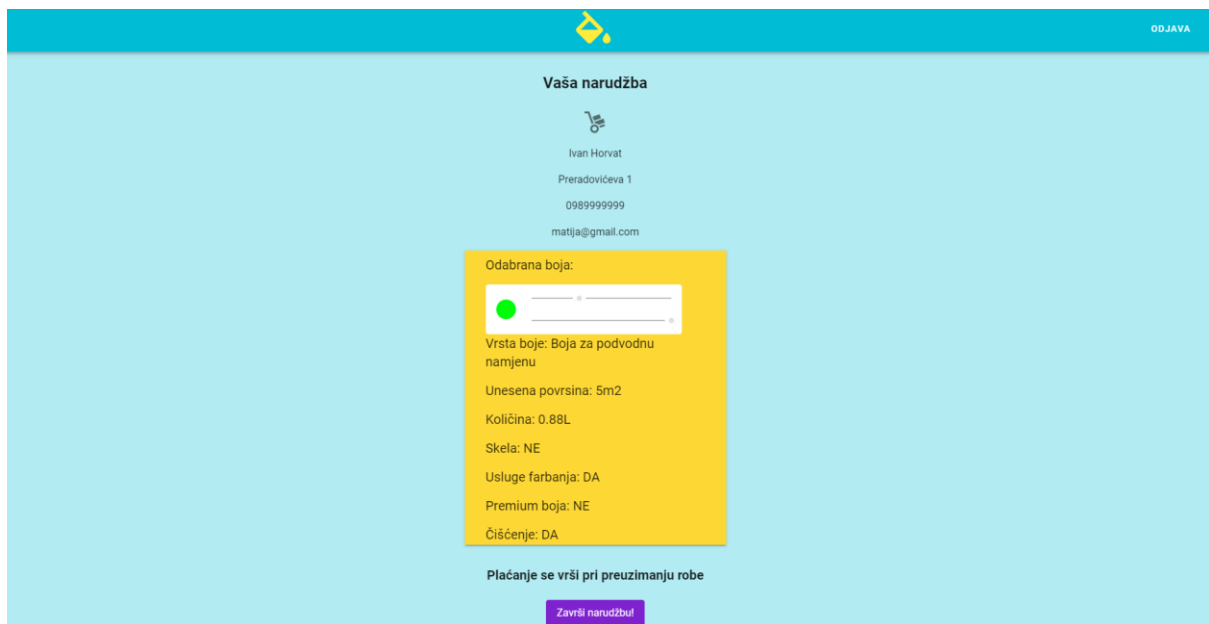 ODJAVA
Vaša narudžba
Ivan Horvat
Preradovićeva 1
0989999999
matija@gmail.com
Odabrana boja:
Vrsta boje: Boja za podvodnu
namjenu
Unesena povrsina: 5m2
Količina: 0.88L
Skela: NE
Usluge farbanja: DA
Premium boja: NE
Čišćenje: DA
Plaćanje se vrši pri preuzimanju robe
Završi narudžbu!